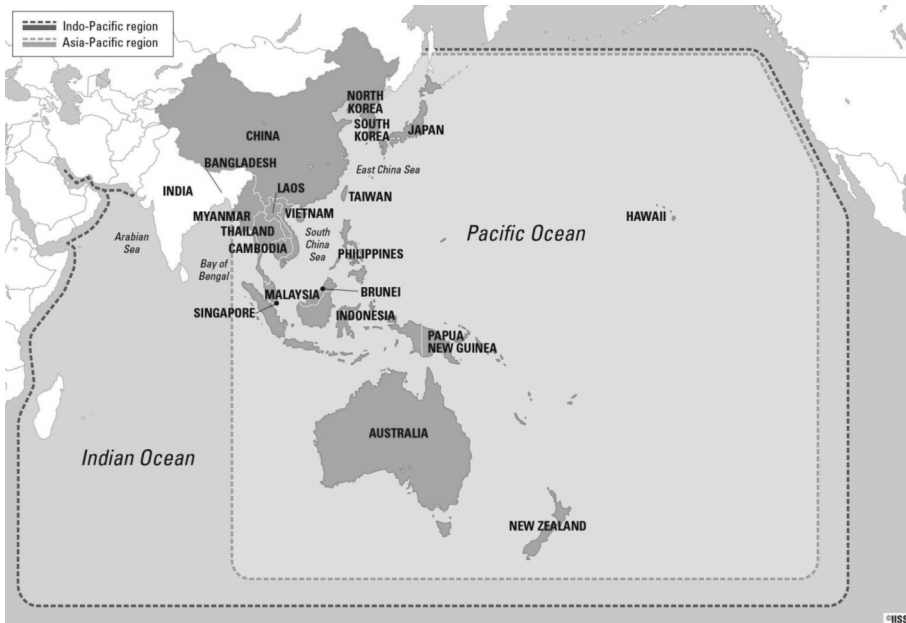 Indo-Pacific region
Asia-Pacific region
NORTH
KOREA
SOUTH
KOREA
JAPAN
CHINA
BANGLADESH
East China Sea
LAOS
INDIA
TAIWAN
MYANMAR
VIETNAM
HAWAII
THAILAND
Arabian
Sea
South
China
Sea
Pacific Ocean
CAMBODIA
PHILIPPINES
Bay of
Bengal
MALAYSIA
BRUNEI
SINGAPORE
INDONESIA
PAPUA
NEW GUINEA
AUSTRALIA
Indian Ocean
NEW ZEALAND
©IISS